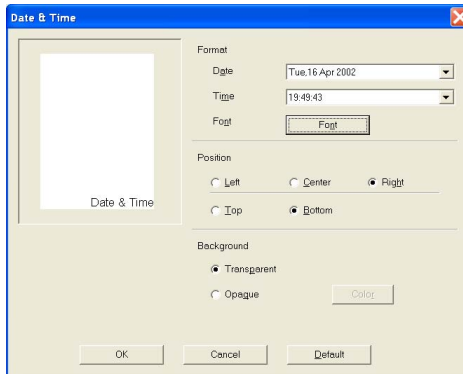 Date & Time
Format
Date Tue,16 Apr 2002
Time 19:49:43
Font Font
Position
Left Center Right
Top Bottom
Date & Time
Background
Transparent
Opaque Color
OK Cancel Default